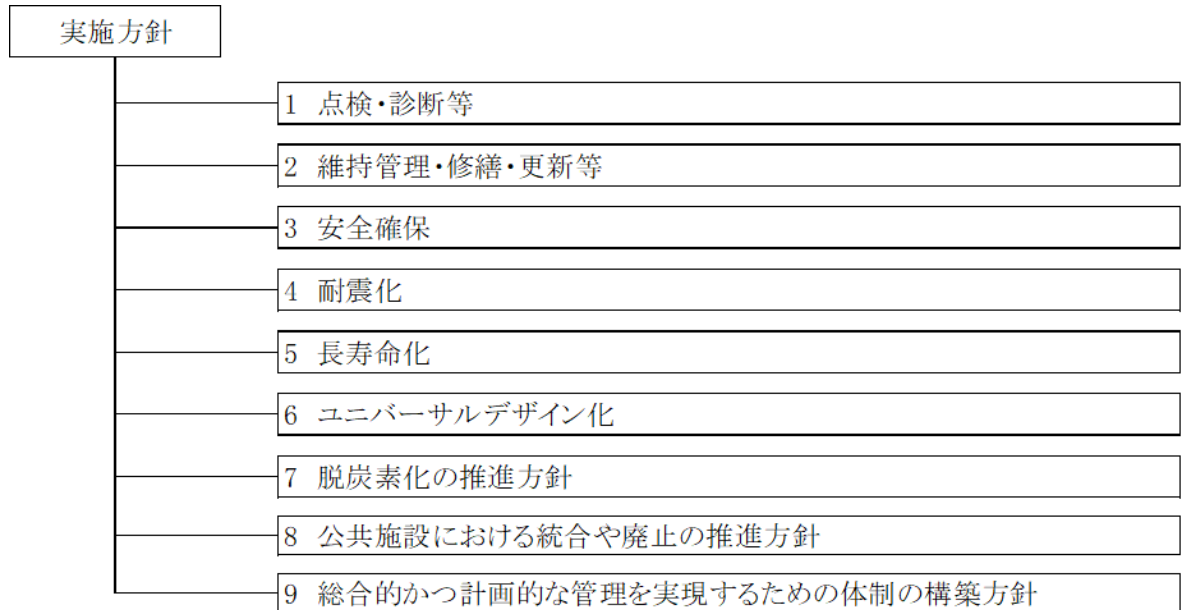 実施方針
1 点検・診断等
2 維持管理・修繕・更新等
3 安全確保
4 耐震化
5 長寿命化
6 ユニバーサルデザイン化
7 脱炭素化の推進方針
8 公共施設における統合や廃止の推進方針
9 総合的かつ計画的な管理を実現するための体制の構築方針